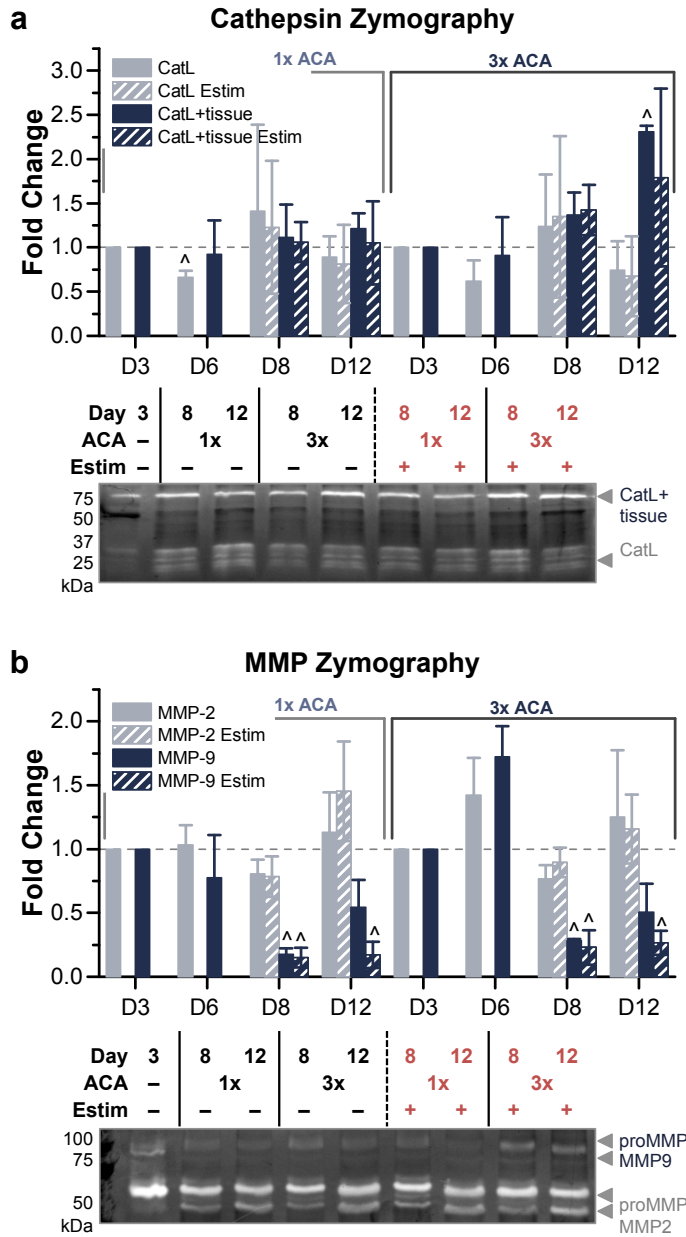 a Cathepsin Zymography
1x ACA 3x ACA
CatL
CatL Estim
CatL+tissue
CatL+tissue Estim
Fold Change
3.0
2.5
2.0
1.5
1.0
0.5
0.0
^ ^
D3 D6 D8 D12 D3 D6 D8 D12
Day 3 8 12 8 12 8 12 8 12
ACA – 1x 3x 1x 3x
Estim – – – – – + + + +
75
50
37
25
kDa
CatL+
tissue
CatL
b MMP Zymography
1x ACA 3x ACA
MMP-2
MMP-2 Estim
MMP-9
MMP-9 Estim
Fold Change
2.0
1.5
1.0
0.5
0.0
^ ^ ^ ^ ^ ^
D3 D6 D8 D12 D3 D6 D8 D12
Day 3 8 12 8 12 8 12 8 12
ACA – 1x 3x 1x 3x
Estim – – – – – + + + +
100
75
50
kDa
proMMP
MMP9
proMMP
MMP2